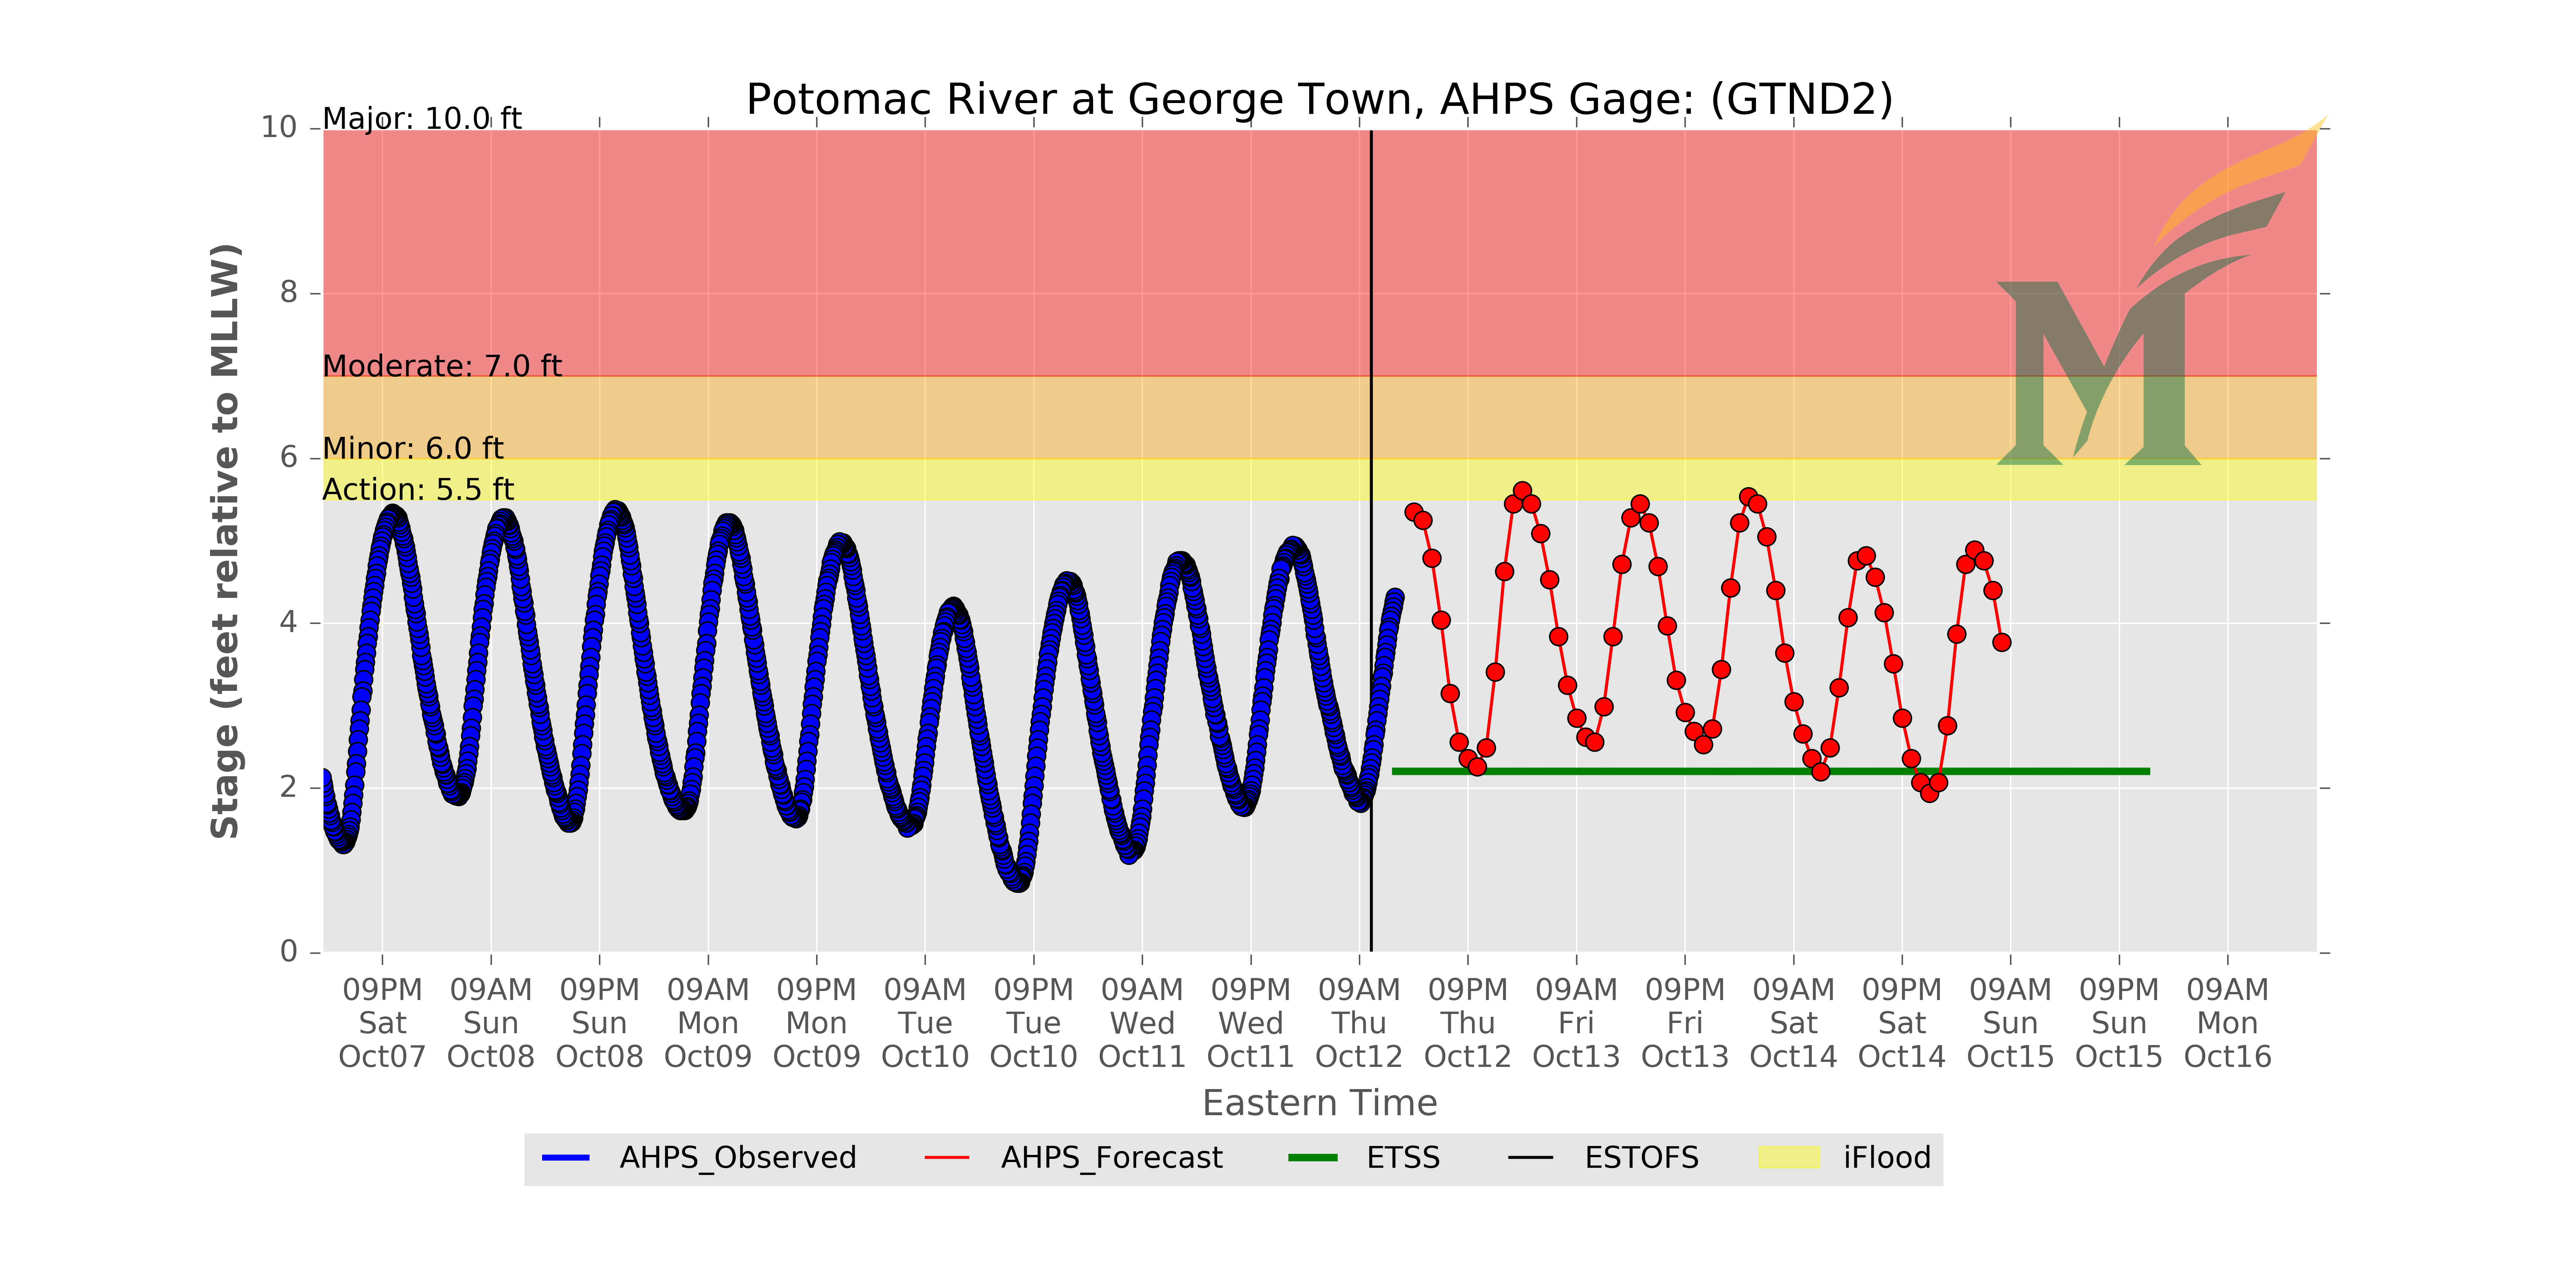 Potomac River at George Town, AHPS Gage: (GTND2)
Major: 10.0 ft
Moderate: 7.0 ft
Minor: 6.0 ft
Action: 5.5 ft
Stage (feet relative to MLLW)
10
8
6
4
2
0
09PM 09AM 09PM 09AM 09PM 09AM 09PM 09AM 09PM 09AM 09PM 09AM 09PM 09AM 09PM 09AM 09PM 09AM
Sat Sun Sun Mon Mon Tue Tue Wed Wed Thu Thu Fri Fri Sat Sat Sun Sun Mon
Oct07 Oct08 Oct08 Oct09 Oct09 Oct10 Oct10 Oct11 Oct11 Oct12 Oct12 Oct13 Oct13 Oct14 Oct14 Oct15 Oct15 Oct16
Eastern Time
AHPS_Observed AHPS_Forecast ETSS ESTOFS iFlood
M